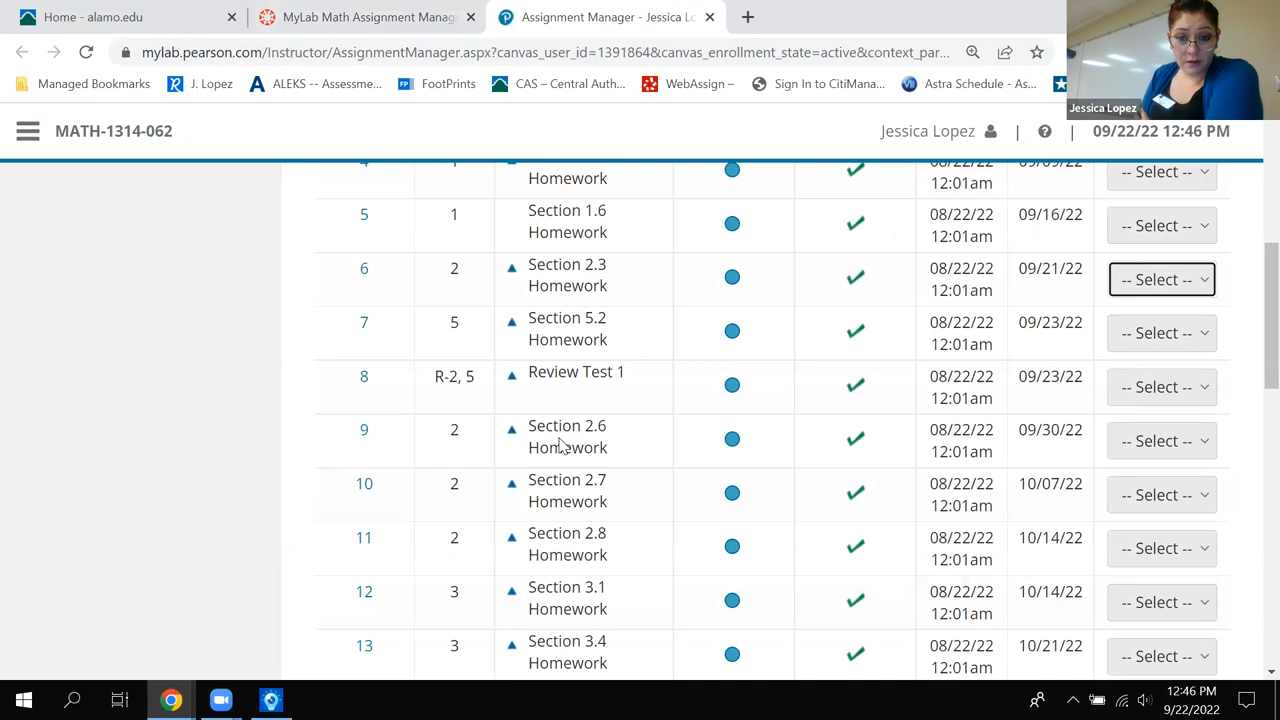 Home - alamo.edu
MyLab Math Assignment Manag
Assignment Manager - Jessica Lo
mylab.pearson.com/Instructor/AssignmentManager.aspx?canvas_user_id=1391864&canvas_enrollment_state=active&context_par...
Managed Bookmarks
J. Lopez
ALEKS -- Assessme...
FootPrints
CAS – Central Auth...
WebAssign –
Sign In to CitiMana...
Astra Schedule - As...
Jessica Lopez
MATH-1314-062
Jessica Lopez | ? | 09/22/22 12:46 PM
Homework 12:01am -- Select --
5 1 Section 1.6 Homework 08/22/22 12:01am 09/16/22 -- Select --
6 2 Section 2.3 Homework 08/22/22 12:01am 09/21/22 -- Select --
7 5 Section 5.2 Homework 08/22/22 12:01am 09/23/22 -- Select --
8 R-2, 5 Review Test 1 08/22/22 12:01am 09/23/22 -- Select --
9 2 Section 2.6 Homework 08/22/22 12:01am 09/30/22 -- Select --
10 2 Section 2.7 Homework 08/22/22 12:01am 10/07/22 -- Select --
11 2 Section 2.8 Homework 08/22/22 12:01am 10/14/22 -- Select --
12 3 Section 3.1 Homework 08/22/22 12:01am 10/14/22 -- Select --
13 3 Section 3.4 Homework 08/22/22 12:01am 10/21/22 -- Select --
12:46 PM
9/22/2022